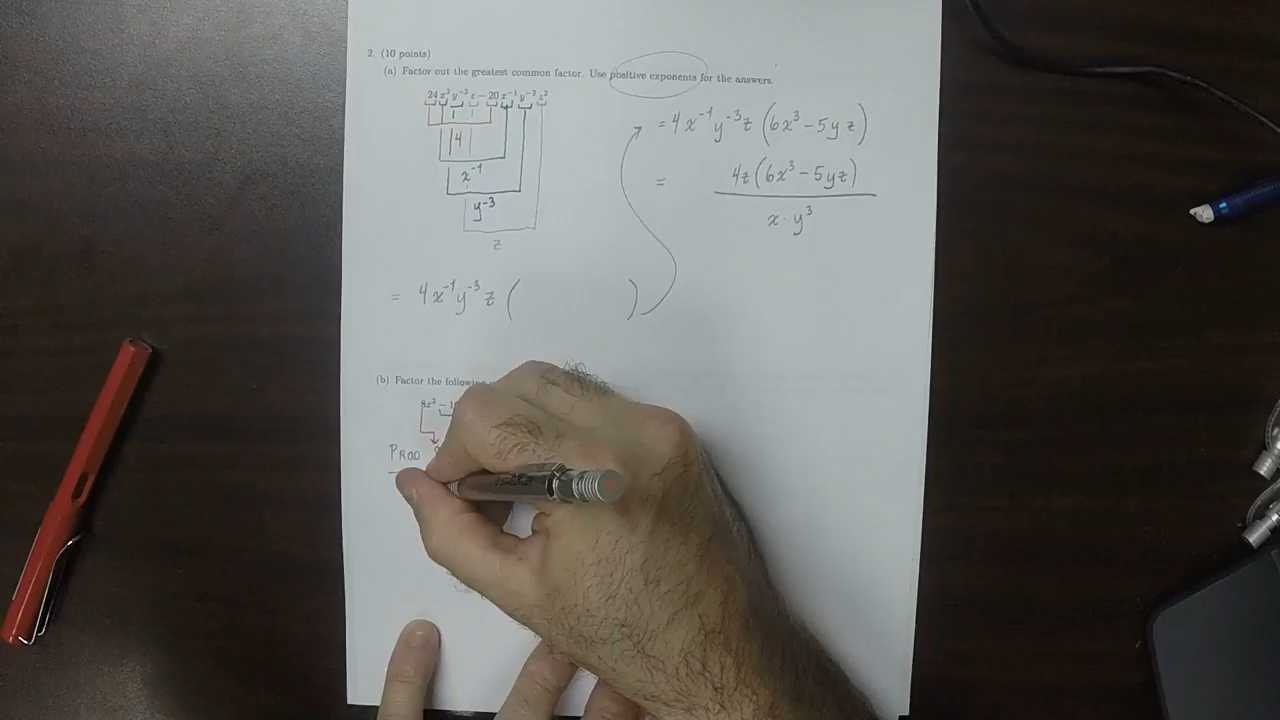 2. (10 points)
(a) Factor out the greatest common factor. Use positive exponents for the answers.
24x²y⁻³z − 20x⁻¹y⁻²z²
4
x⁻¹
y⁻³
z
= 4x⁻¹y⁻³z (          )
= 4x⁻¹y⁻³z (6x³ − 5yz)
= 4z(6x³ − 5yz)
x · y³
(b) Factor the
8x² − 1
PROD